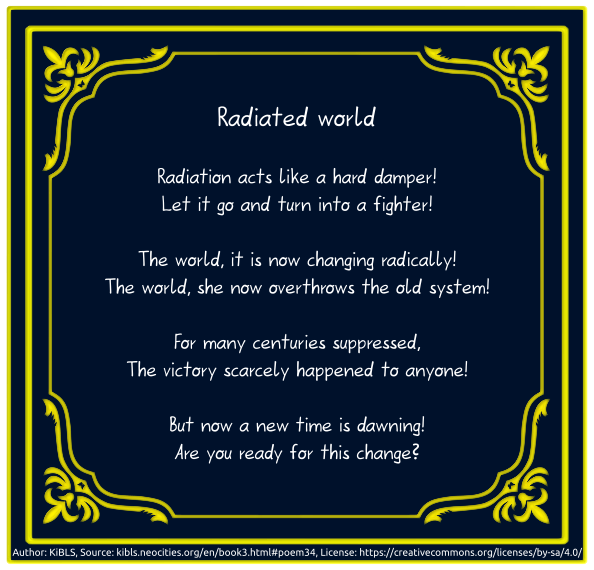 Radiated world
Radiation acts like a hard damper!
Let it go and turn into a fighter!
The world, it is now changing radically!
The world, she now overthrows the old system!
For many centuries suppressed,
The victory scarcely happened to anyone!
But now a new time is dawning!
Are you ready for this change?
Author: KiBLS, Source: kibls.neocities.org/en/book3.html#poem34, License: https://creativecommons.org/licenses/by-sa/4.0/